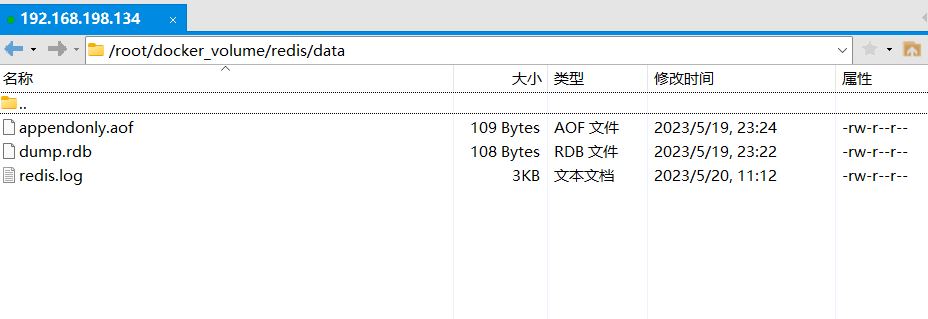 192.168.198.134 ×
/root/docker_volume/redis/data
名称 大小 类型 修改时间 属性
..
appendonly.aof 109 Bytes AOF 文件 2023/5/19, 23:24 -rw-r--r--
dump.rdb 108 Bytes RDB 文件 2023/5/19, 23:22 -rw-r--r--
redis.log 3KB 文本文档 2023/5/20, 11:12 -rw-r--r--